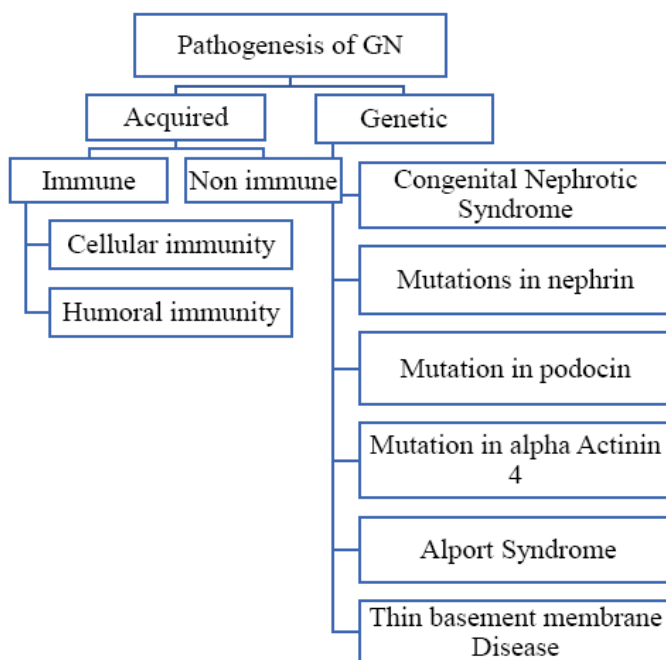 Pathogenesis of GN
Acquired
Genetic
Immune
Non immune
Cellular immunity
Humoral immunity
Congenital Nephrotic
Syndrome
Mutations in nephrin
Mutation in podocin
Mutation in alpha Actinin
4
Alport Syndrome
Thin basement membrane
Disease